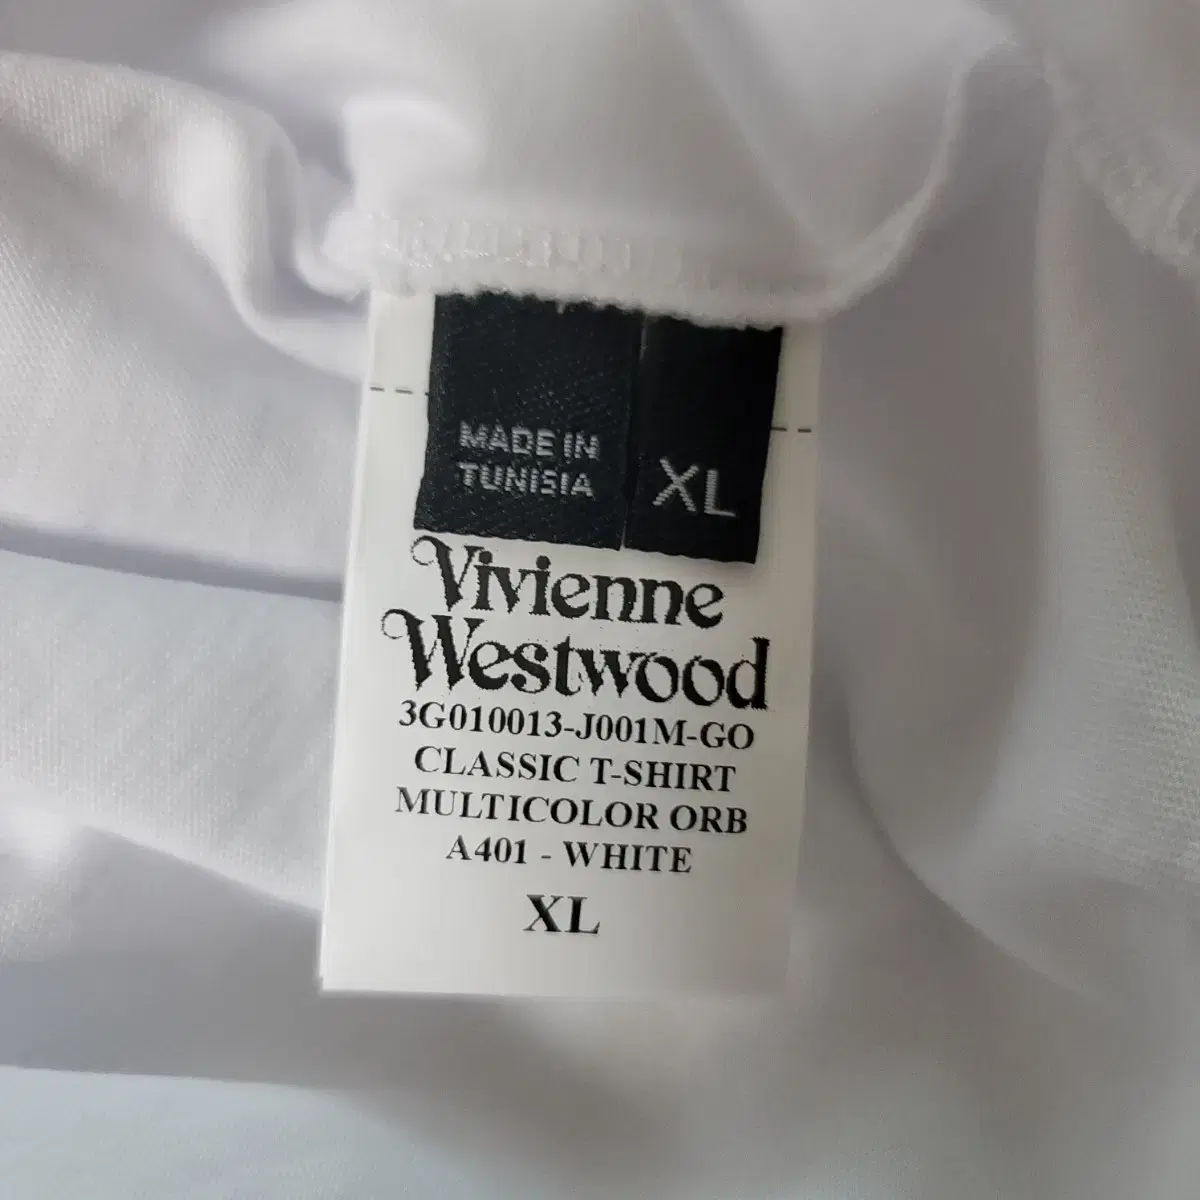 MADE IN
TUNISIA
XL
Vivienne
Westwood
3G010013-J001M-GO
CLASSIC T-SHIRT
MULTICOLOR ORB
A401 - WHITE
XL